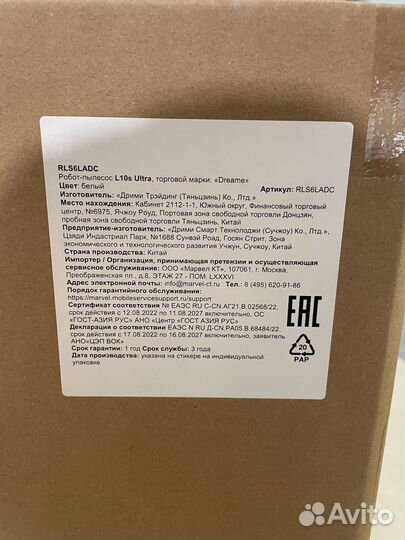 RLS6LADC
Робот-пылесос L10s Ultra, торговой марки: «Dreame»
Цвет: белый Артикул: RLS6LADC
Изготовитель: «Дрими Трэйдинг (Тяньцзинь) Ко., Лтд.»
Место нахождения: Кабинет 2112-1-1, Южный округ, Финансовый торговый
центр, №6975, Янчжоу Роуд, Портовая зона свободной торговли Донцзян,
пробная зона свободной торговли Тяньцзинь, Китай
Предприятие-изготовитель: «Дрими Смарт Текнолоджи (Сучжоу) Ко., Лтд.»,
Цзяди Индастриал Парк, №1688 Сунвэй Роад, Госян Стрит, Зона
экономического и технологического развития Учжун, Сучжоу, Китай
Страна производства: Китай
Импортер / Организация, принимающая претензии и осуществляющая
сервисное обслуживание: ООО «Марвел КТ», 107061, г. Москва,
Преображенская пл., д.8, ЭТАЖ 27 - ПОМ. LXXXVI
Адрес электронной почты: info@marvel-ct.ru Тел.: 8 (495) 620-91-86
Порядок гарантийного обслуживания:
https://marvel.mobileservicesupport.ru/support
Сертификат соответствия № ЕАЭС RU C-CN.АГ21.В.02568/22,
срок действия с 12.08.2022 до 11.08.2027 включительно, ОС
«ГОСТ-АЗИЯ РУС» АНО «Центр «ГОСТ АЗИЯ РУС»
Декларация о соответствии ЕАЭС N RU Д-CN.РА05.В.68484/22,
срок действия с 17.08.2022 до 16.08.2027 включительно, заявитель
АНО«ЦЭП ВОК»
Срок гарантии: 1 год Срок службы: 3 года
Дата производства: указана на стикере на индивидуальной
упаковке
EAC
20
PAP
Avito